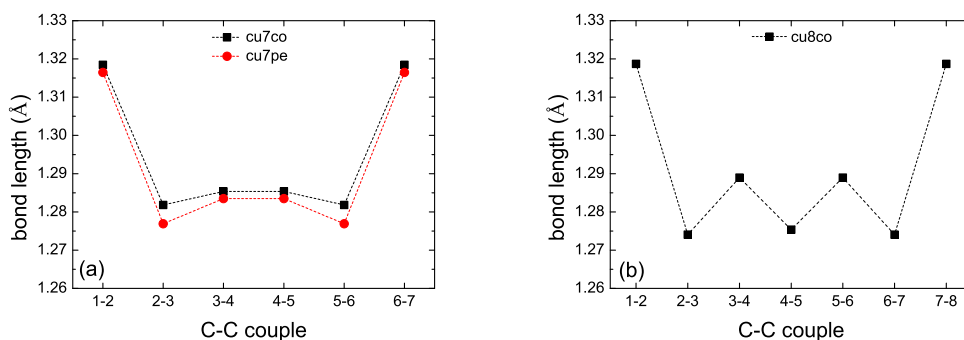 1.33
1.32
1.31
1.30
1.29
1.28
1.27
1.26
bond length (Å)
cu7co
cu7pe
(a)
1-2 2-3 3-4 4-5 5-6 6-7
C-C couple
1.33
1.32
1.31
1.30
1.29
1.28
1.27
1.26
bond length (Å)
cu8co
(b)
1-2 2-3 3-4 4-5 5-6 6-7 7-8
C-C couple